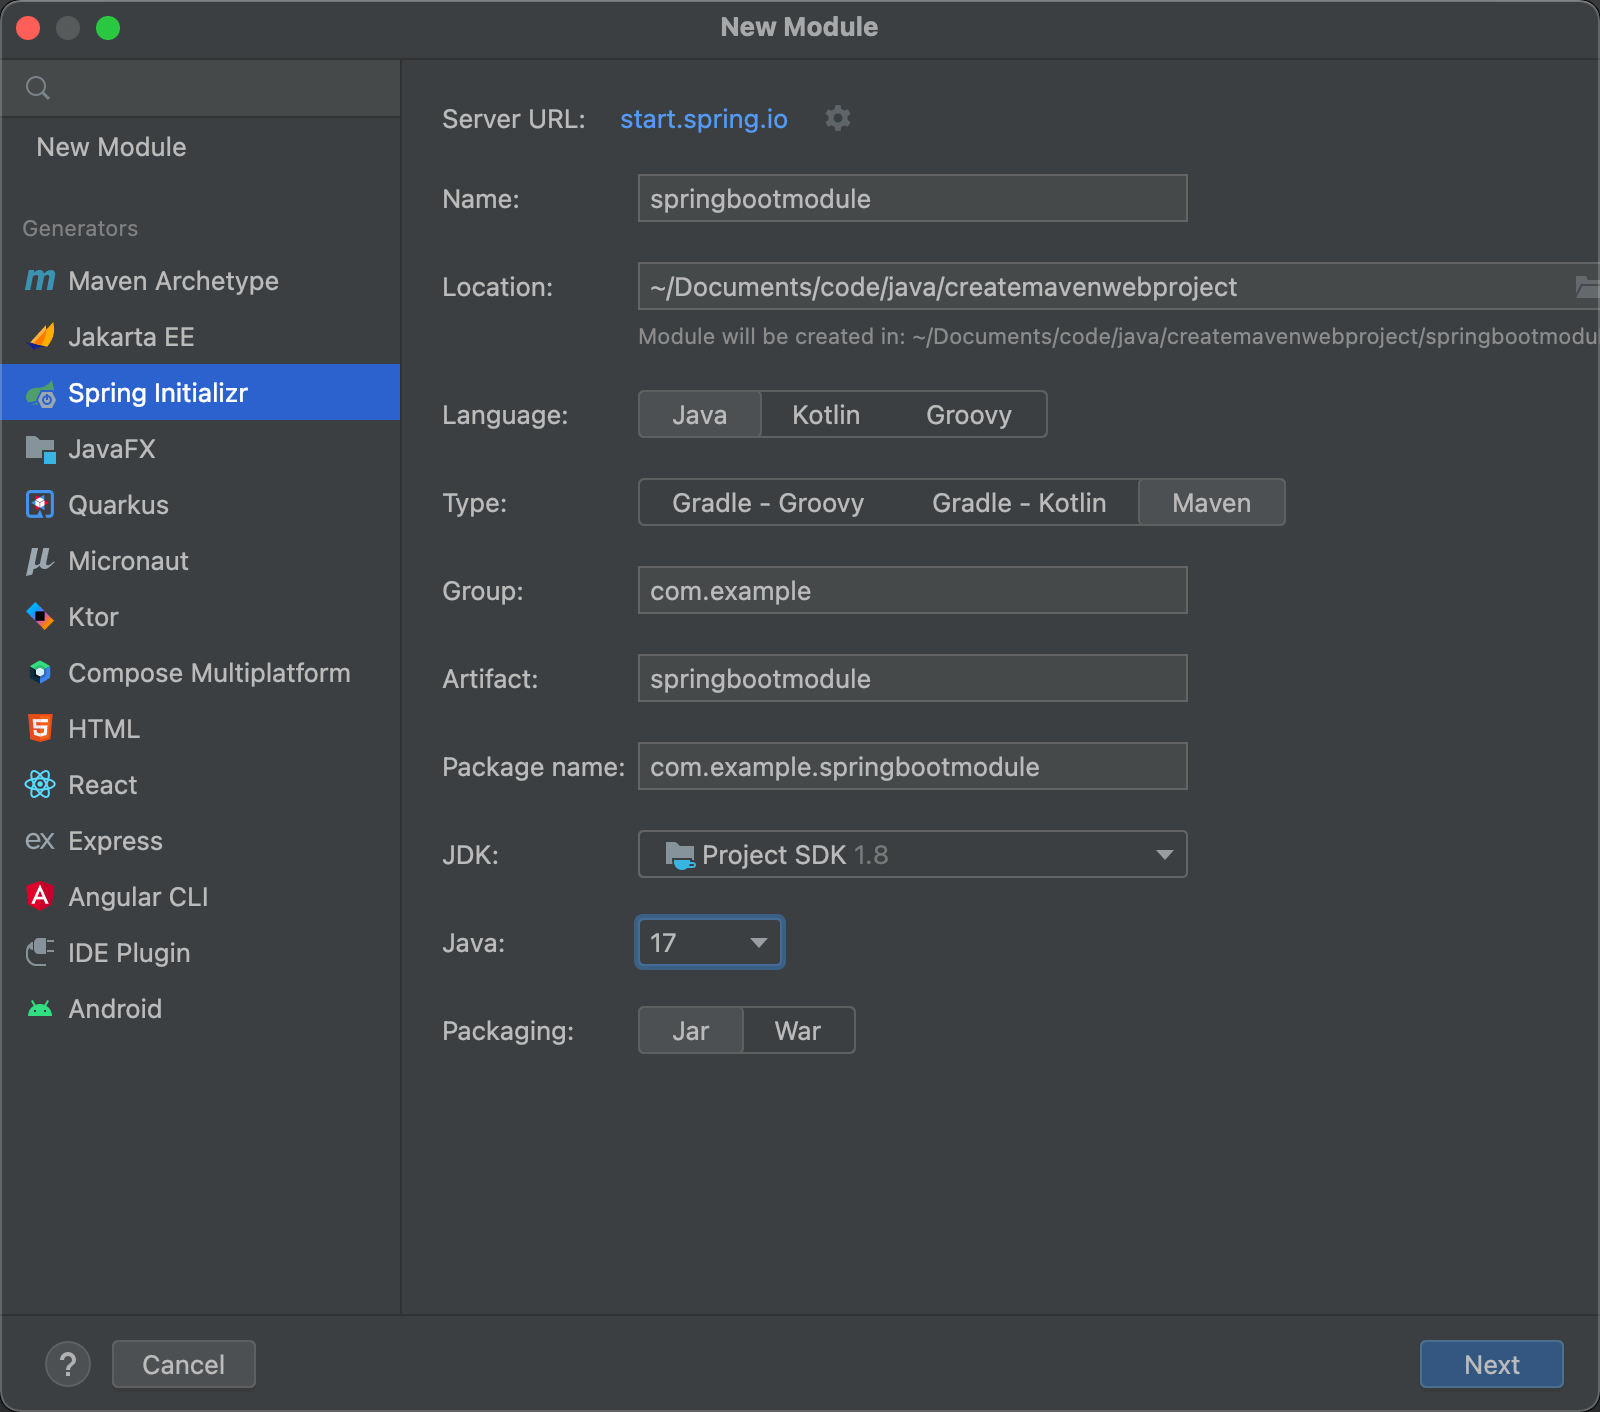 New Module
New Module
Generators
Maven Archetype
Jakarta EE
Spring Initializr
JavaFX
Quarkus
Micronaut
Ktor
Compose Multiplatform
HTML
React
Express
Angular CLI
IDE Plugin
Android
Server URL: start.spring.io
Name: springbootmodule
Location: ~/Documents/code/java/createmavenwebproject
Module will be created in: ~/Documents/code/java/createmavenwebproject/springbootmodu
Language: Java Kotlin Groovy
Type: Gradle - Groovy Gradle - Kotlin Maven
Group: com.example
Artifact: springbootmodule
Package name: com.example.springbootmodule
JDK: Project SDK 1.8
Java: 17
Packaging: Jar War
? Cancel Next